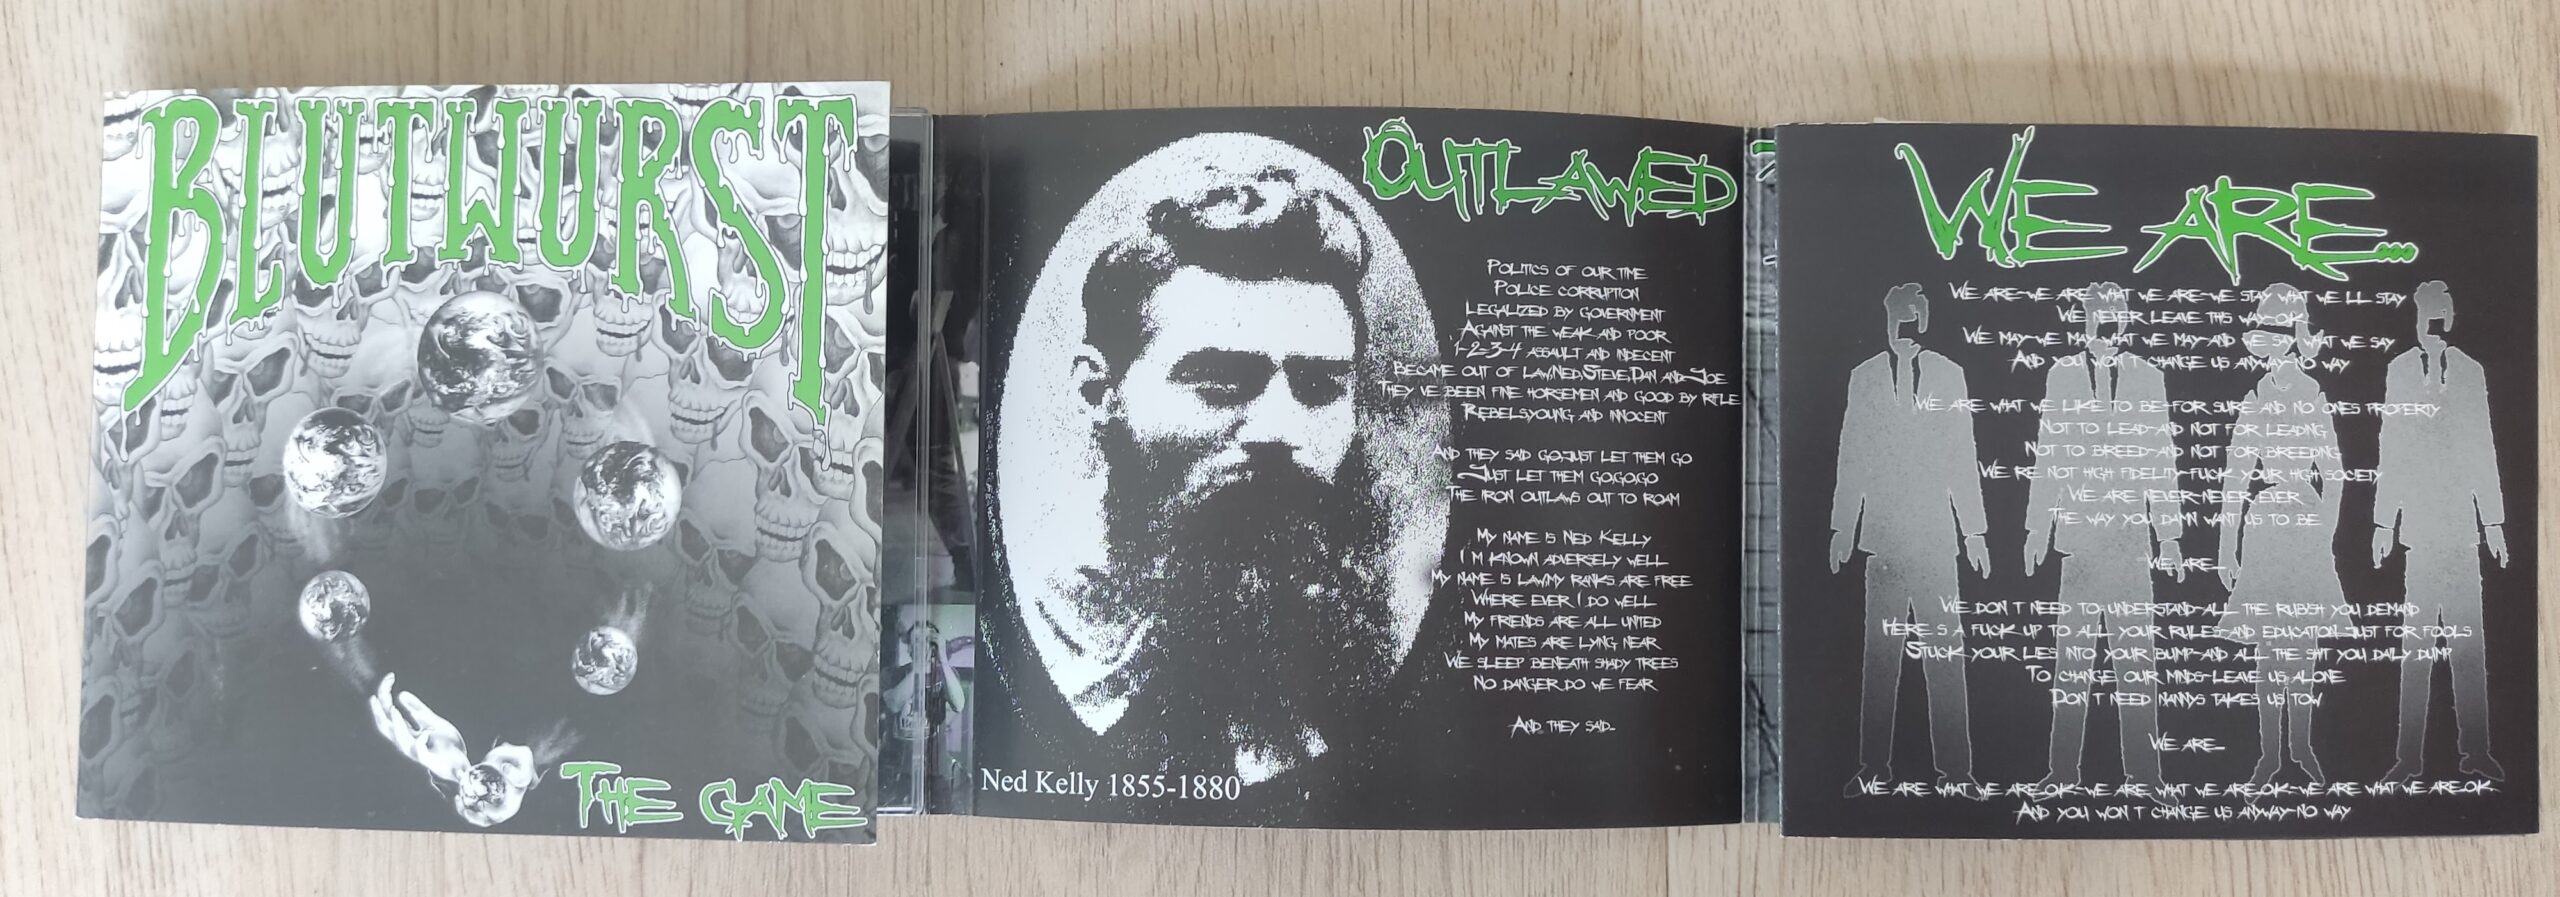 BLUTWURST
THE GAME
OUTLAWED
POLITICS OF OUR TIME
POLICE CORRUPTION
LEGALIZED BY GOVERNMENT
AGAINST THE WEAK AND POOR
1-2-3-4 ASSAULT AND INDECENT
BECAME OUT OF LAW,NED,STEVE,DAN AND JOE
THEY VE BEEN FINE HORSEMEN AND GOOD BY RIFLE
REBELS,YOUNG AND INNOCENT
AND THEY SAID GO,JUST LET THEM GO
JUST LET THEM GO,GO,GO
THE IRON OUTLAWS OUT TO ROAM
MY NAME IS NED KELLY
I M KNOWN ADVERSELY WELL
MY NAME IS LAW,MY RANKS ARE FREE
WHERE EVER I DO WELL
MY FRIENDS ARE ALL UNITED
MY MATES ARE LYING NEAR
WE SLEEP BENEATH SHADY TREES
NO DANGER DO WE FEAR
AND THEY SAID...
Ned Kelly 1855-1880
WE ARE...
WE ARE-WE ARE WHAT WE ARE-WE STAY WHAT WE LL STAY
WE NEVER LEAVE THIS WAY-OK
WE MAY-WE MAY WHAT WE MAY-AND WE SAY WHAT WE SAY
AND YOU WON T CHANGE US ANYWAY-NO WAY
WE ARE WHAT WE LIKE TO BE-FOR SURE AND NO ONES PROPERTY
NOT TO LEAD-AND NOT FOR LEADING
NOT TO BREED-AND NOT FOR BREEDING
WE RE NOT HIGH FIDELITY-FUCK YOUR HIGH SOCIETY
WE ARE NEVER-NEVER EVER
THE WAY YOU DAMN WANT US TO BE
WE ARE...
WE DON T NEED TO UNDERSTAND-ALL THE RUBISH YOU DEMAND
HERE S A FUCK UP TO ALL YOUR RULES-AND EDUCATION JUST FOR FOOLS
STUCK YOUR LIES INTO YOUR BUMP-AND ALL THE SHIT YOU DAILY DUMP
TO CHANGE OUR MINDS-LEAVE US ALONE
DON T NEED NANNYS TAKES US TOW
WE ARE...
WE ARE WHAT WE ARE,OK-WE ARE WHAT WE ARE,OK-WE ARE WHAT WE ARE,OK
AND YOU WON T CHANGE US ANYWAY-NO WAY